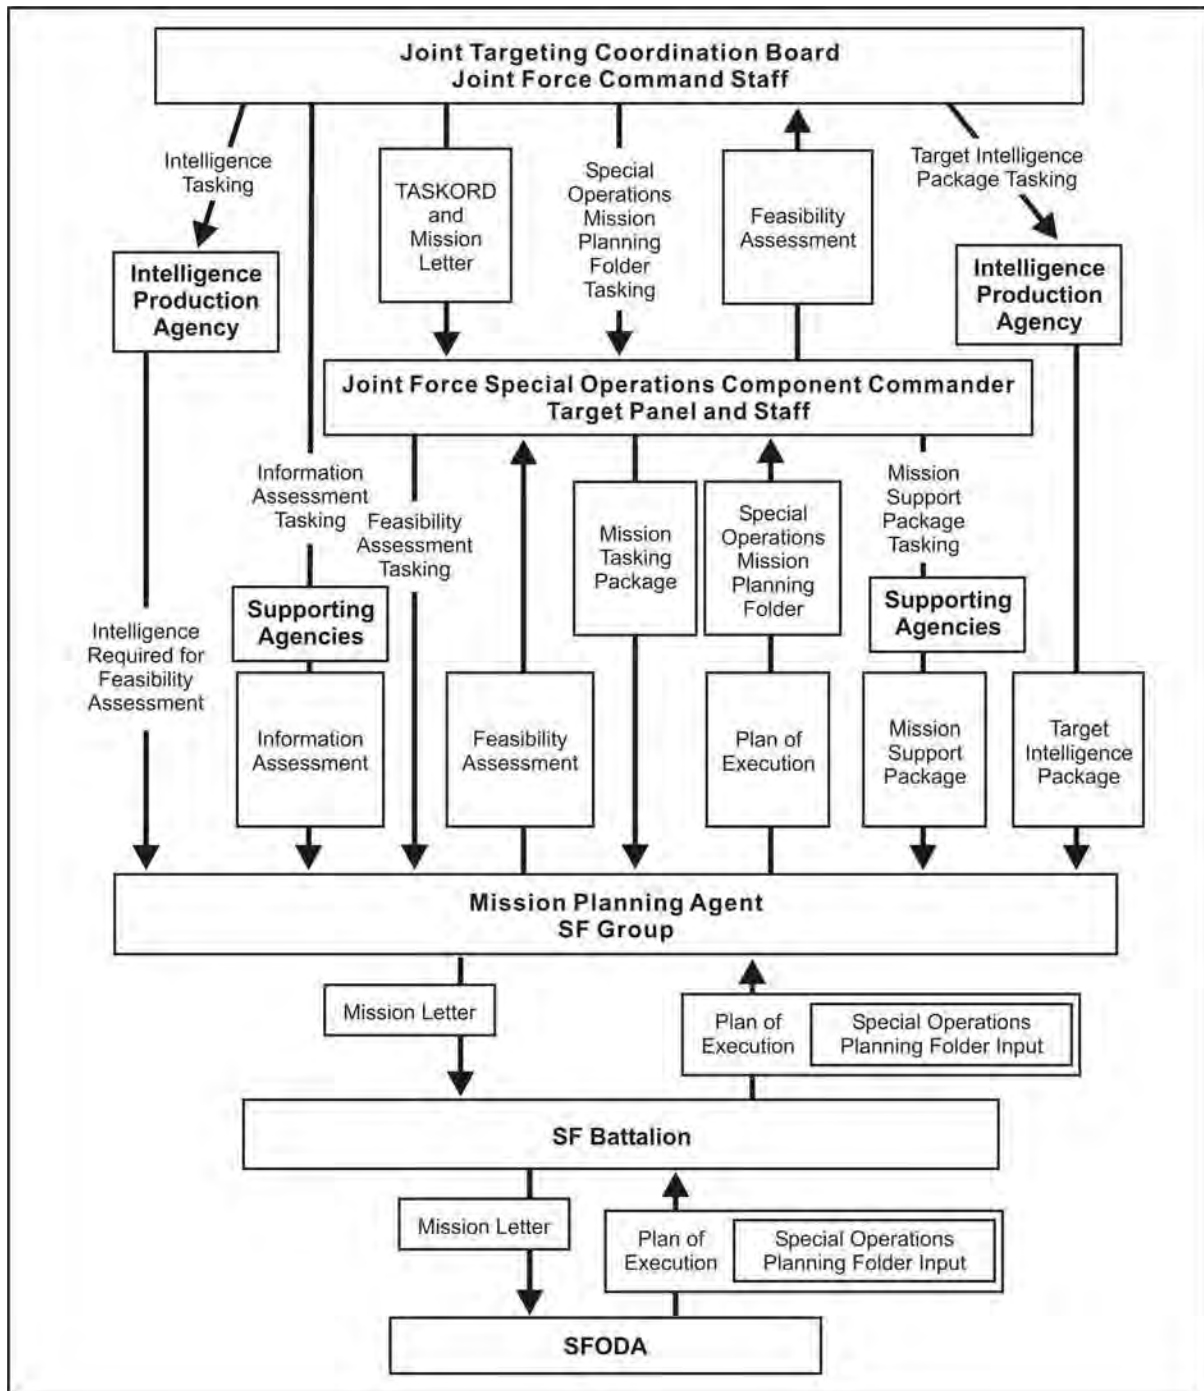 Joint Targeting Coordination Board
Joint Force Command Staff
Intelligence
Tasking
TASKORD
and
Mission
Letter
Special
Operations
Mission
Planning
Folder
Tasking
Feasibility
Assessment
Target Intelligence
Package Tasking
Intelligence
Production
Agency
Intelligence
Production
Agency
Joint Force Special Operations Component Commander
Target Panel and Staff
Information
Assessment
Tasking
Feasibility
Assessment
Tasking
Mission
Tasking
Package
Special
Operations
Mission
Planning
Folder
Mission
Support
Package
Tasking
Supporting
Agencies
Supporting
Agencies
Intelligence
Required for
Feasibility
Assessment
Information
Assessment
Feasibility
Assessment
Plan of
Execution
Mission
Support
Package
Target
Intelligence
Package
Mission Planning Agent
SF Group
Mission Letter
Plan of
Execution
Special Operations
Planning Folder Input
SF Battalion
Mission Letter
Plan of
Execution
Special Operations
Planning Folder Input
SFODA